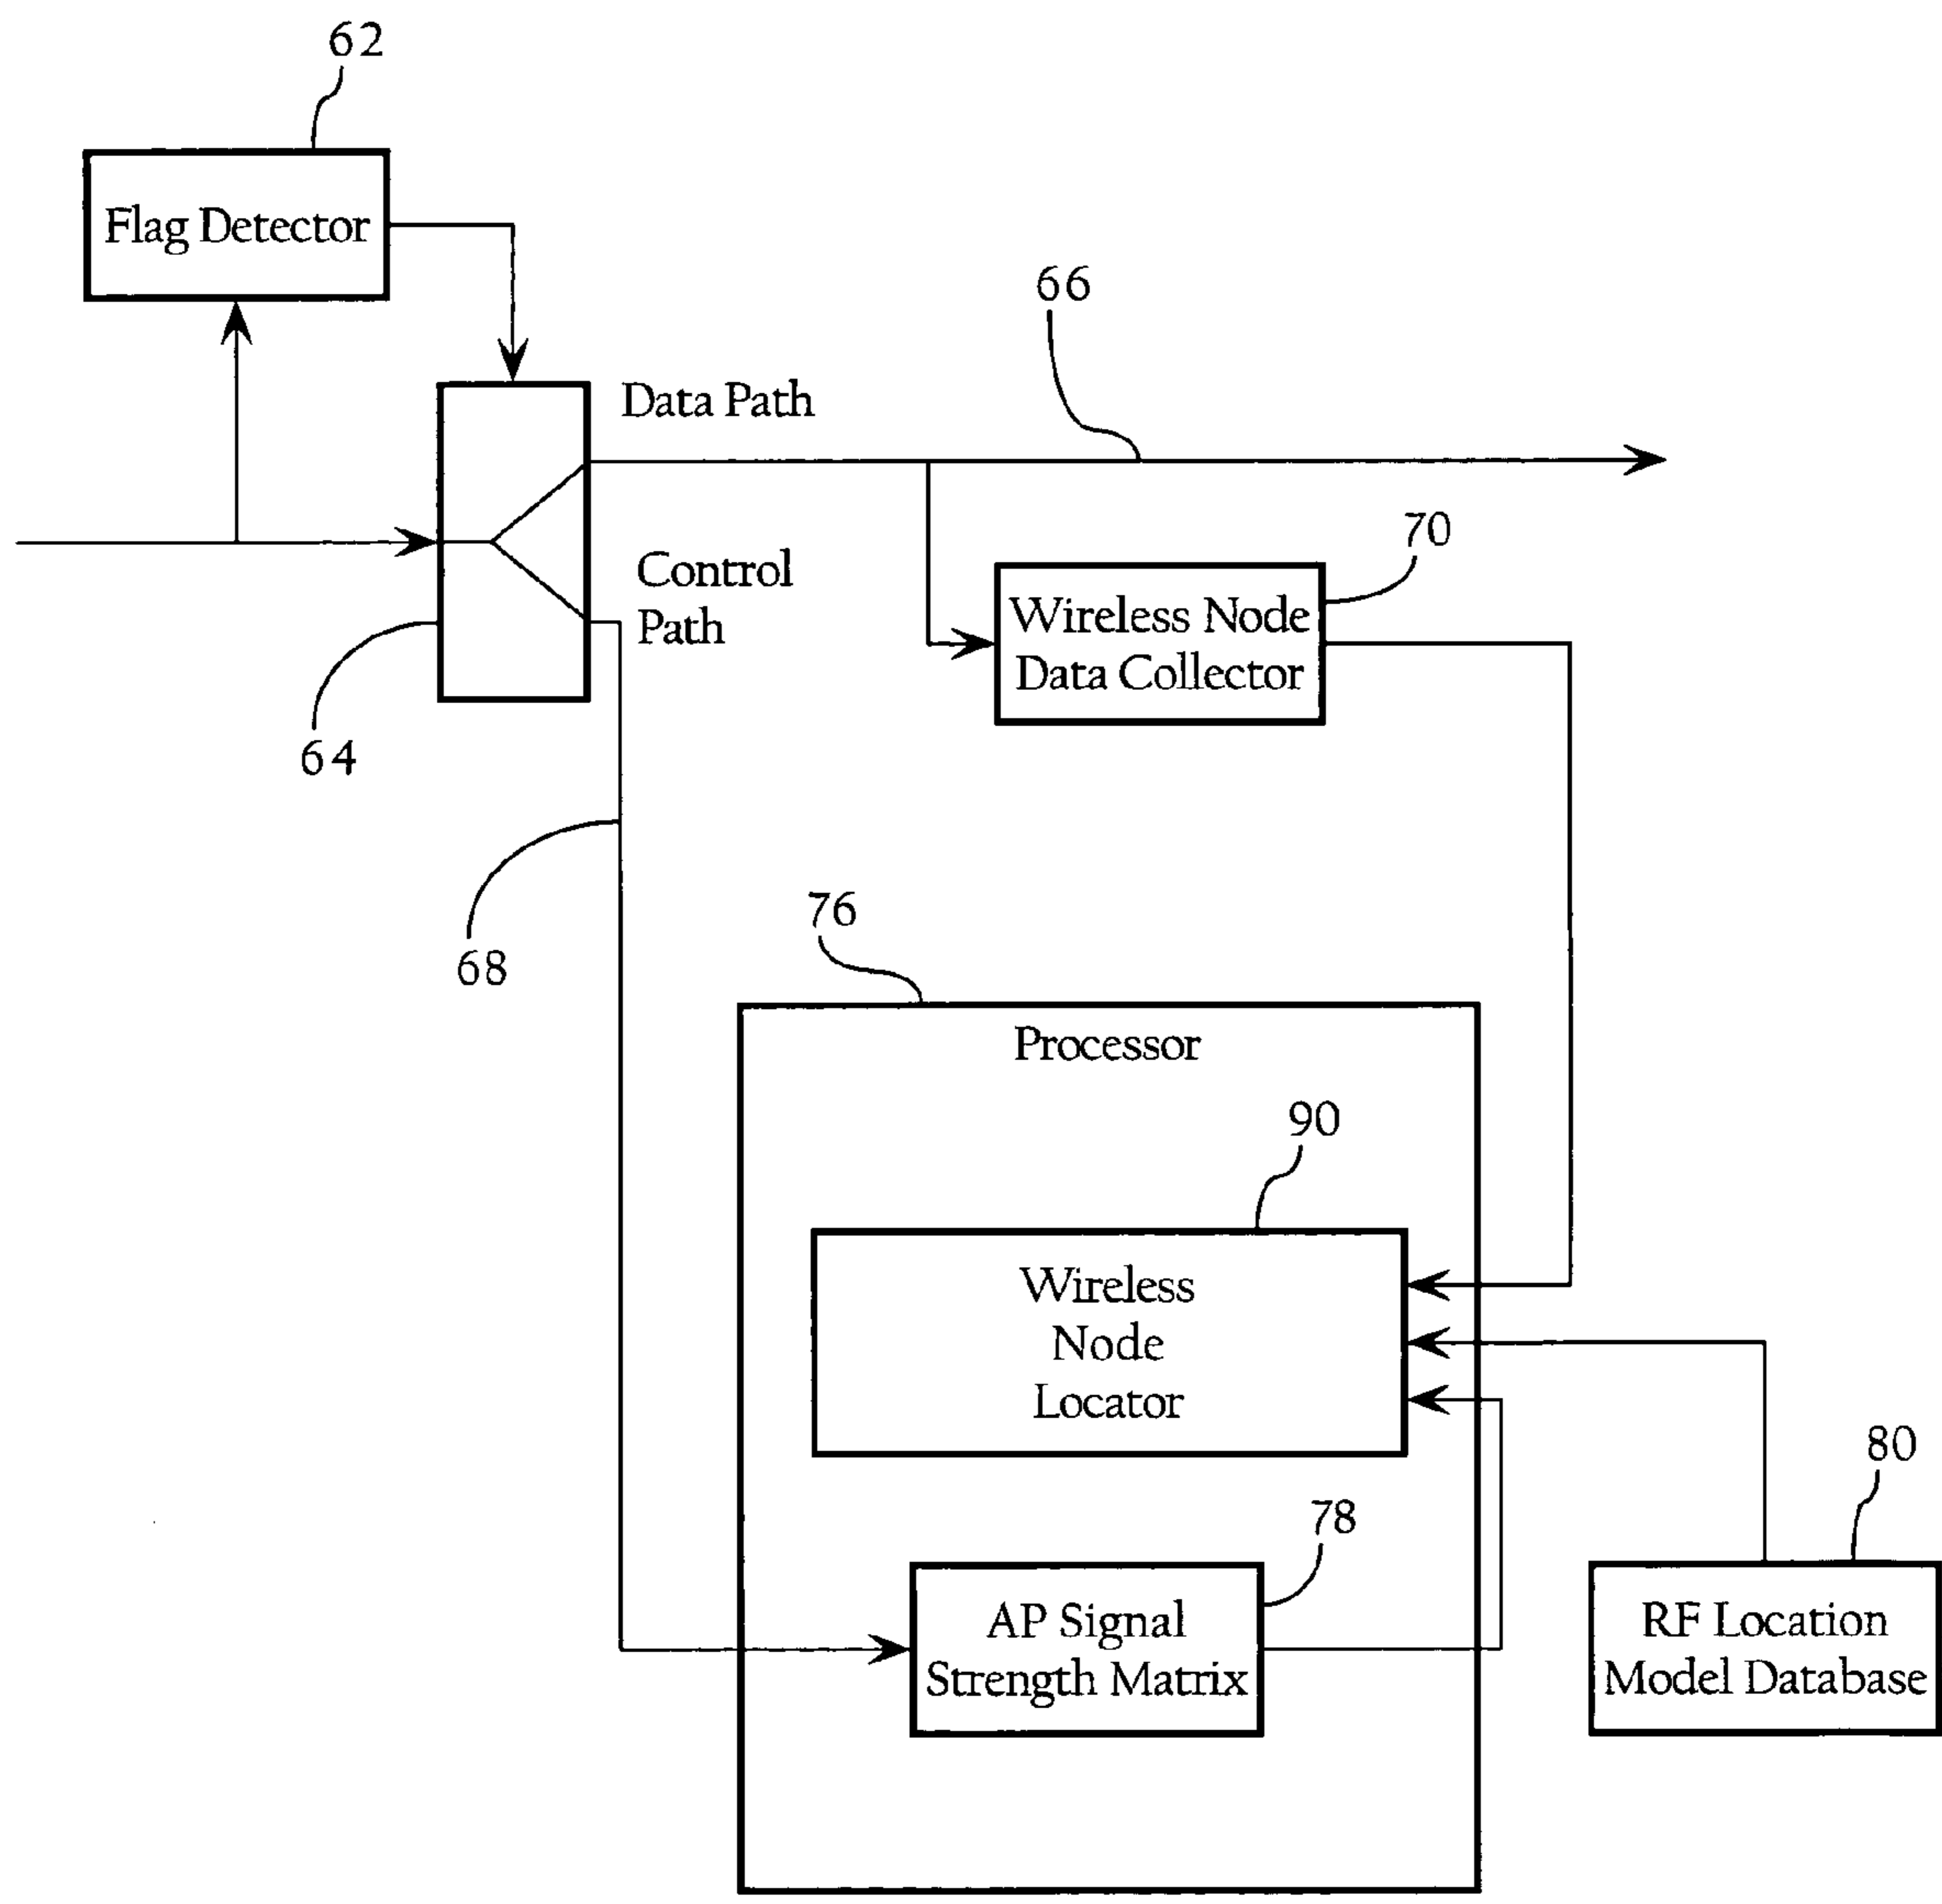 62
Flag Detector
66
Data Path
70
Control
Path
Wireless Node
Data Collector
64
76
68
Processor
90
Wireless
Node
Locator
80
78
AP Signal
Strength Matrix
RF Location
Model Database